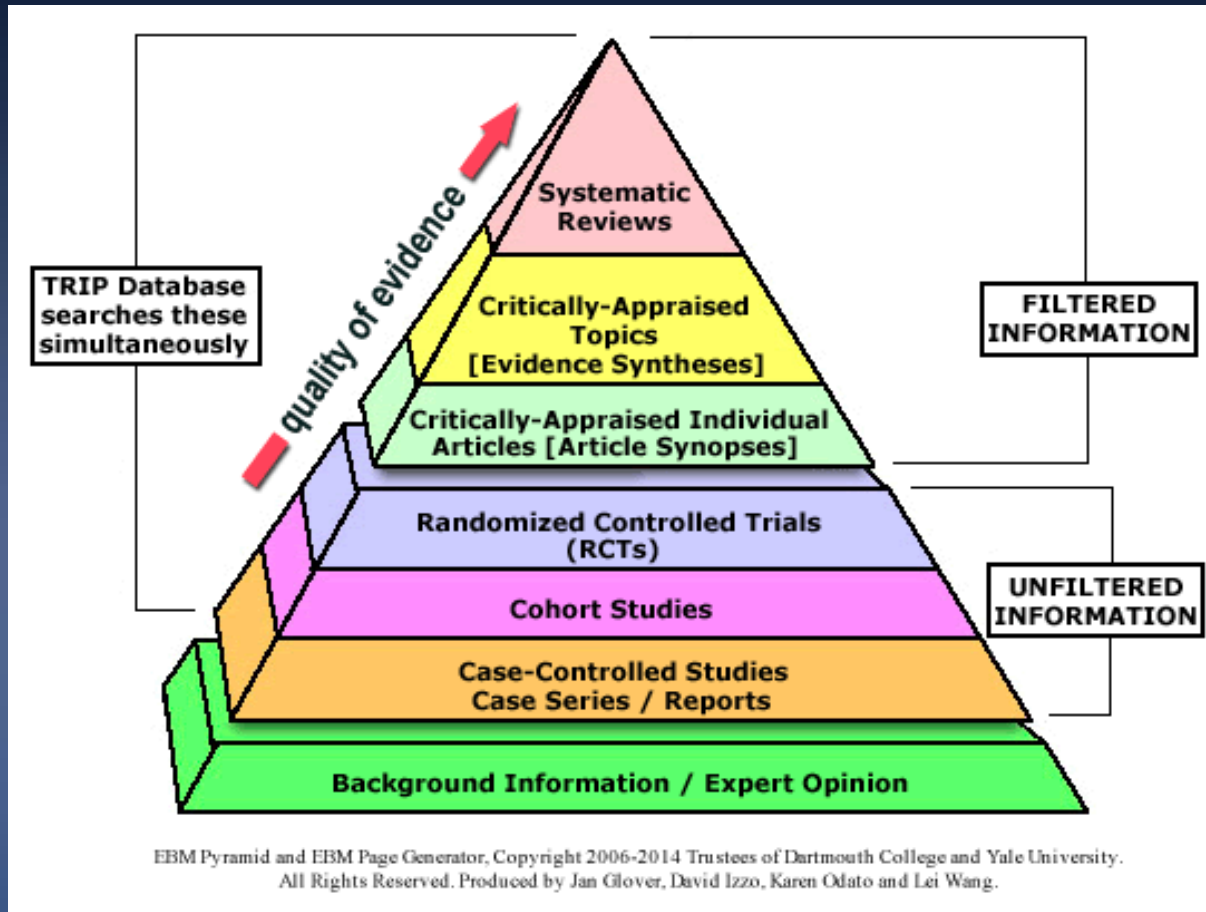 Systematic
Reviews
quality of evidence
TRIP Database
searches these
simultaneously
Critically-Appraised
Topics
[Evidence Syntheses]
FILTERED
INFORMATION
Critically-Appraised Individual
Articles [Article Synopses]
Randomized Controlled Trials
(RCTs)
Cohort Studies
UNFILTERED
INFORMATION
Case-Controlled Studies
Case Series / Reports
Background Information / Expert Opinion
EBM Pyramid and EBM Page Generator, Copyright 2006-2014 Trustees of Dartmouth College and Yale University.
All Rights Reserved. Produced by Jan Glover, David Izzo, Karen Odato and Lei Wang.